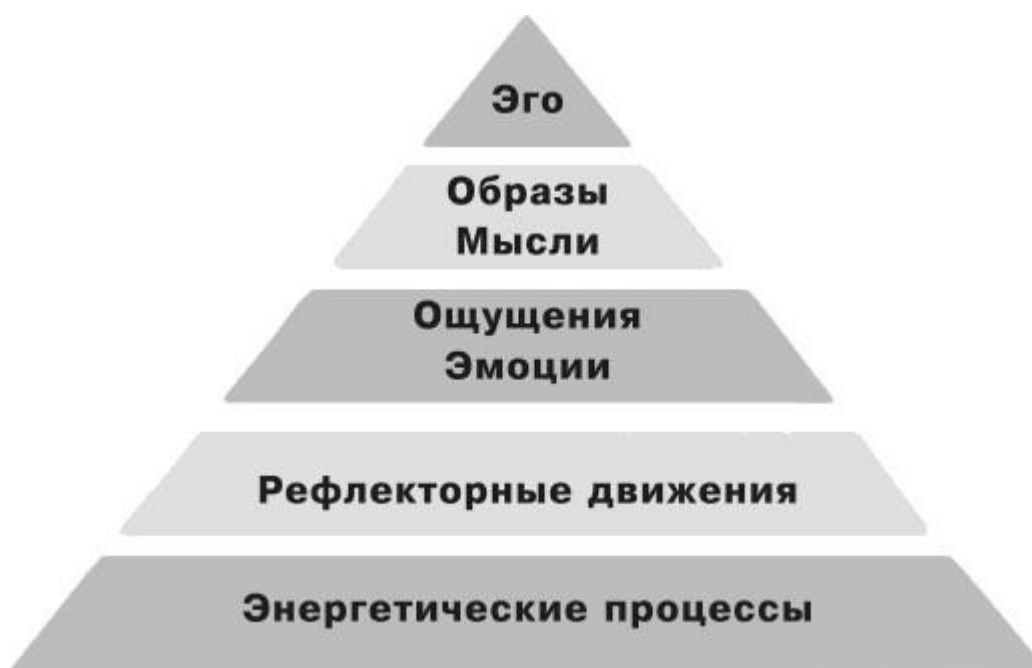 Эго
Образы
Мысли
Ощущения
Эмоции
Рефлекторные движения
Энергетические процессы